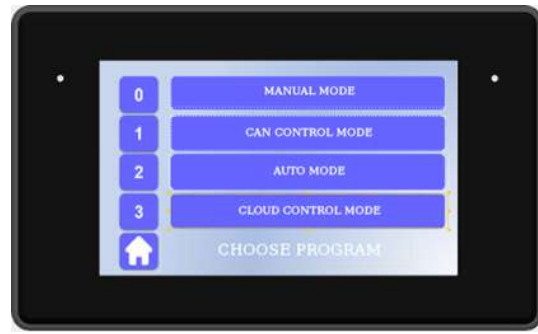 0 MANUAL MODE
1 CAN CONTROL MODE
2 AUTO MODE
3 CLOUD CONTROL MODE
CHOOSE PROGRAM